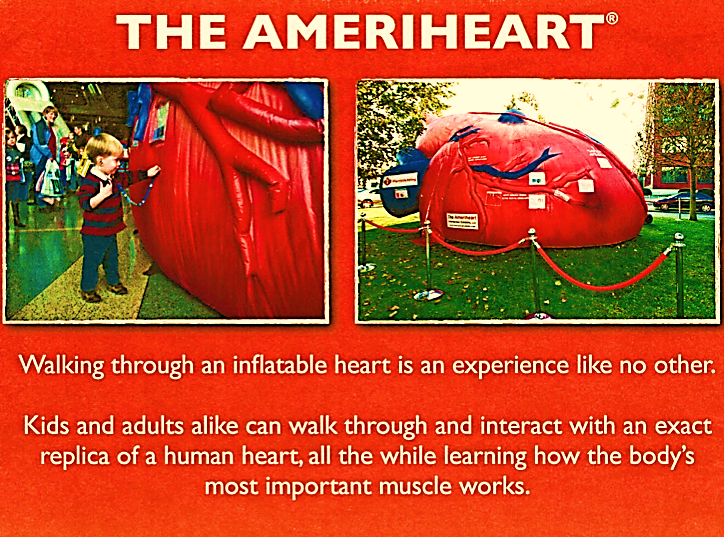 THE AMERIHEART®
The Ameriheart
Walking through an inflatable heart is an experience like no other.
Kids and adults alike can walk through and interact with an exact
replica of a human heart, all the while learning how the body's
most important muscle works.